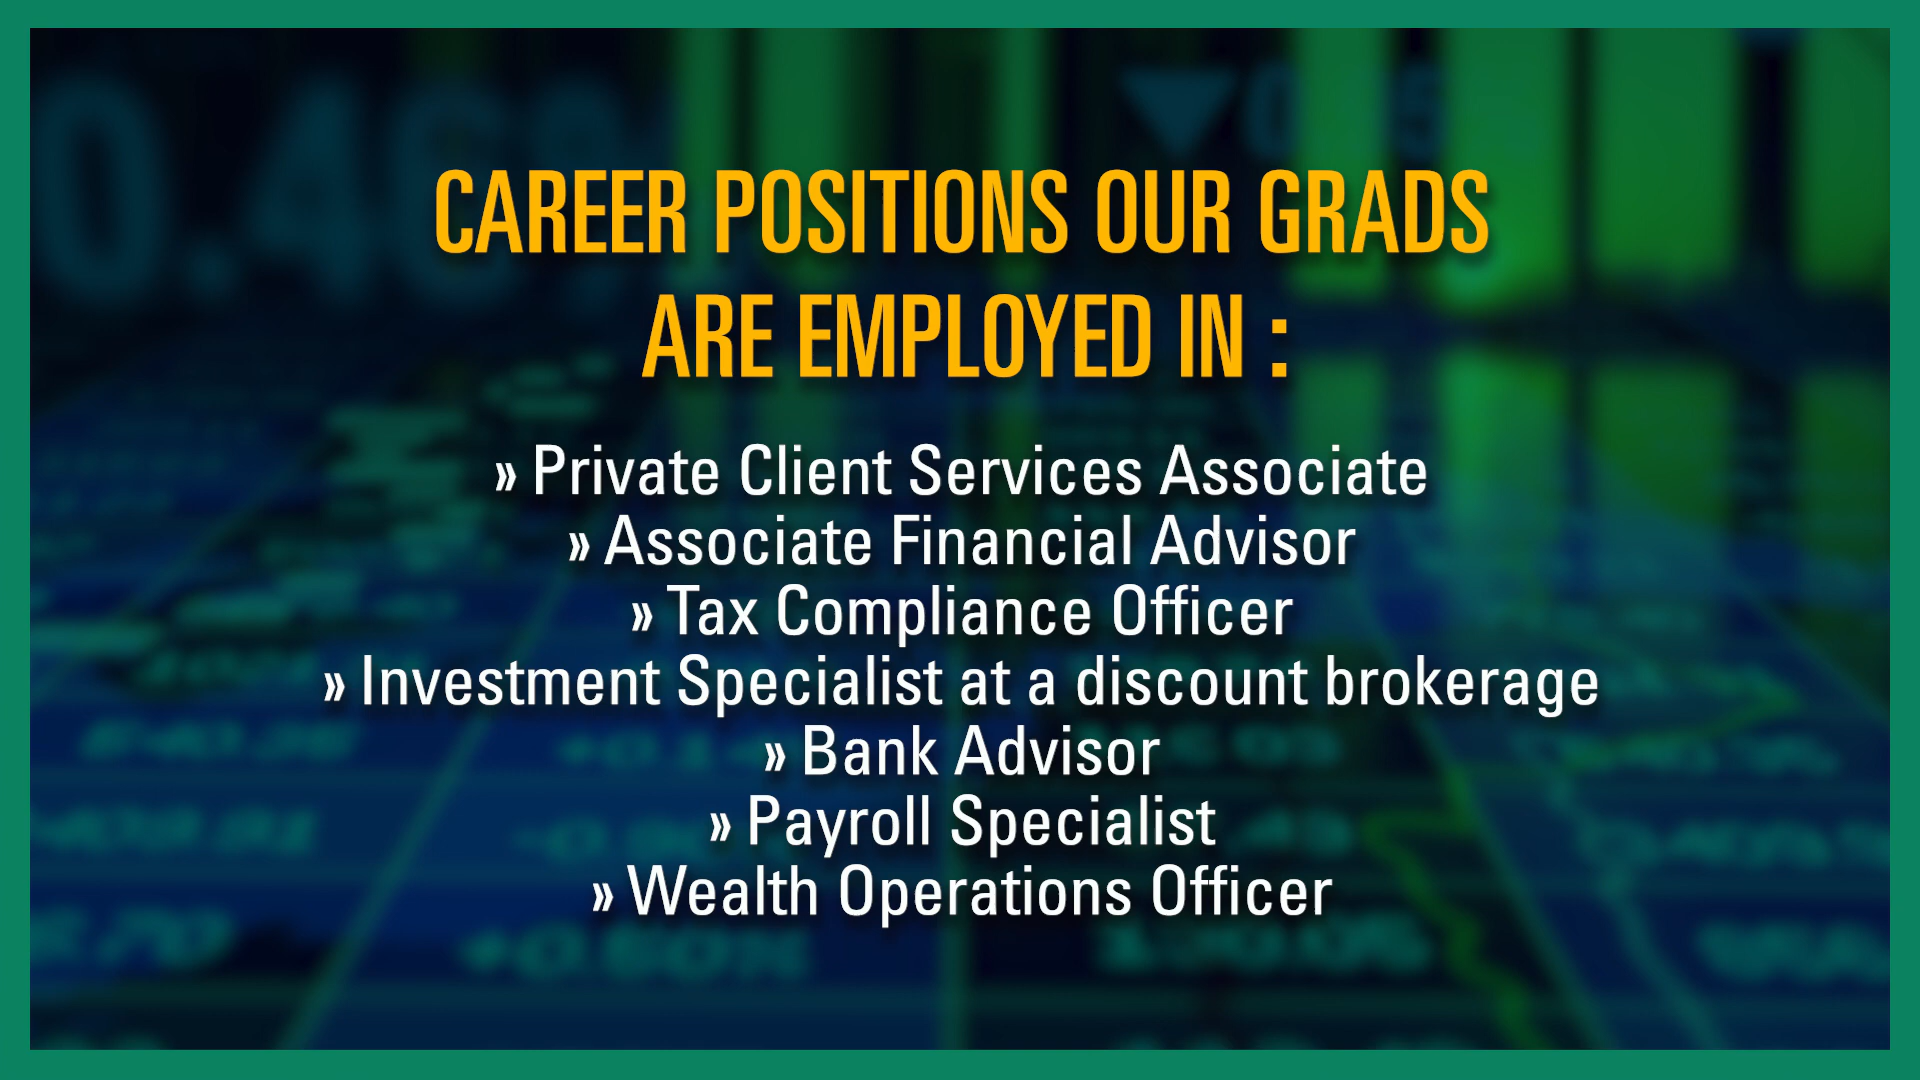 CAREER POSITIONS OUR GRADS
ARE EMPLOYED IN :
» Private Client Services Associate
» Associate Financial Advisor
» Tax Compliance Officer
» Investment Specialist at a discount brokerage
» Bank Advisor
» Payroll Specialist
» Wealth Operations Officer